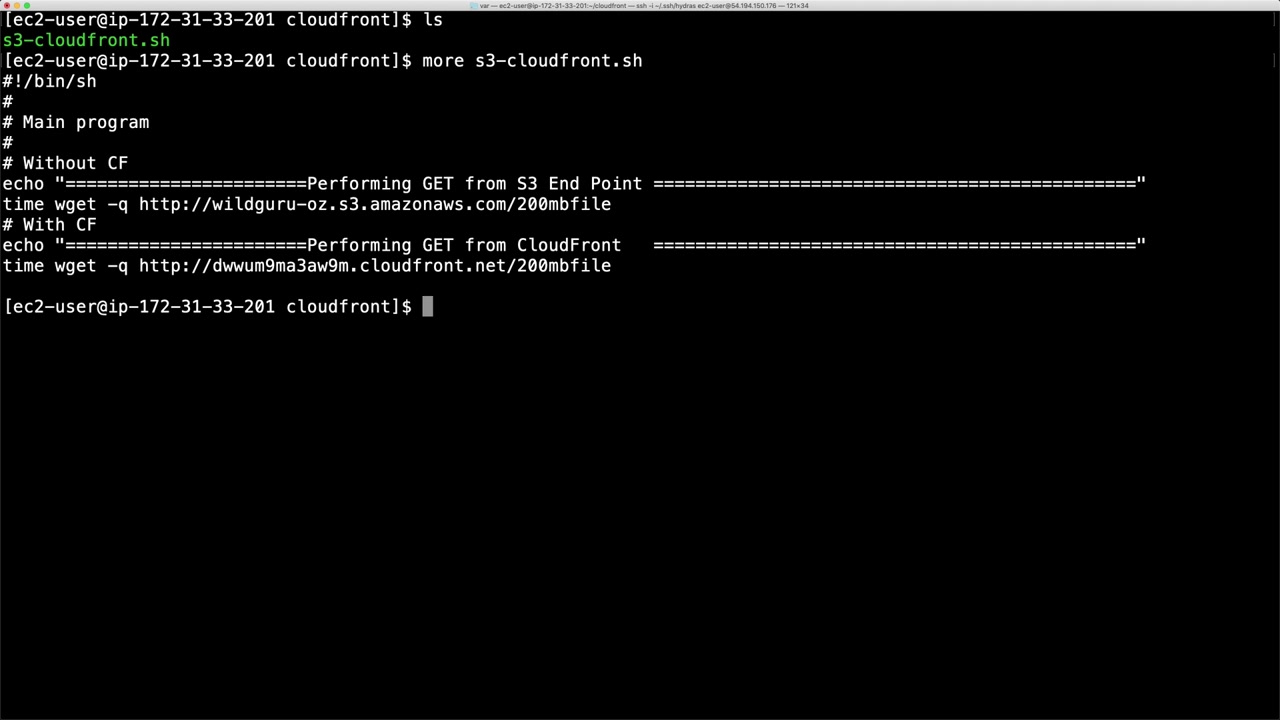 var — ec2-user@ip-172-31-33-201:~/cloudfront — ssh -i ~/.ssh/hydras ec2-user@54.194.150.176 — 121×34
[ec2-user@ip-172-31-33-201 cloudfront]$ ls
s3-cloudfront.sh
[ec2-user@ip-172-31-33-201 cloudfront]$ more s3-cloudfront.sh
#!/bin/sh
#
# Main program
#
# Without CF
echo "=======================Performing GET from S3 End Point =============================================="
time wget -q http://wildguru-oz.s3.amazonaws.com/200mbfile
# With CF
echo "=======================Performing GET from CloudFront   =============================================="
time wget -q http://dwwum9ma3aw9m.cloudfront.net/200mbfile
[ec2-user@ip-172-31-33-201 cloudfront]$